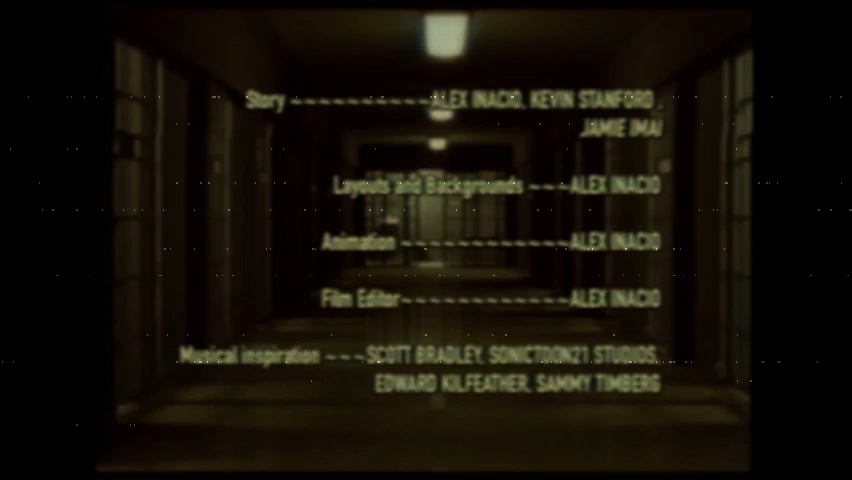 Story ~~~~~~~~~~ ALEX INACIO, KEVIN STANFORD,
JAMIE IMAI
Layouts and Backgrounds ~~~ALEX INACIO
Animation ~~~~~~~~~~~~ALEX INACIO
Film Editor~~~~~~~~~~~~ALEX INACIO
Musical inspiration ~~~SCOTT BRADLEY, SONICTOON21 STUDIOS,
EDWARD KILFEATHER, SAMMY TIMBERG